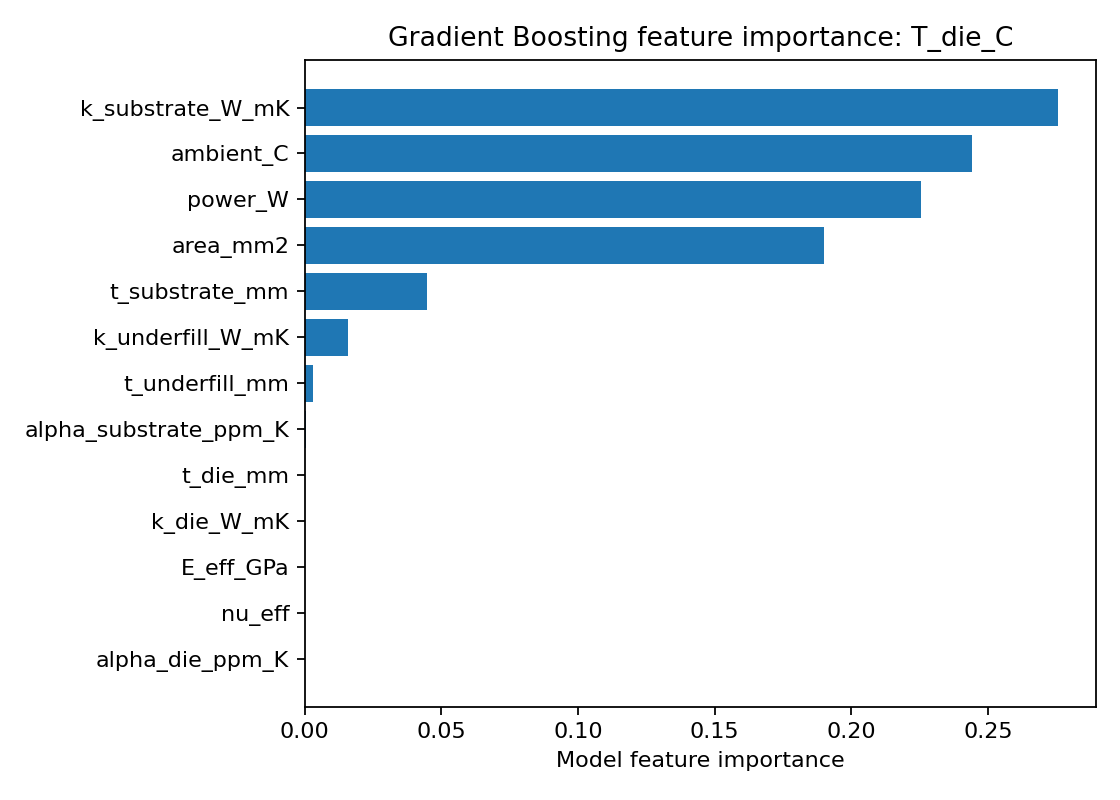 Gradient Boosting feature importance: T_die_C
k_substrate_W_mK
ambient_C
power_W
area_mm2
t_substrate_mm
k_underfill_W_mK
t_underfill_mm
alpha_substrate_ppm_K
t_die_mm
k_die_W_mK
E_eff_GPa
nu_eff
alpha_die_ppm_K
0.00 0.05 0.10 0.15 0.20 0.25
Model feature importance